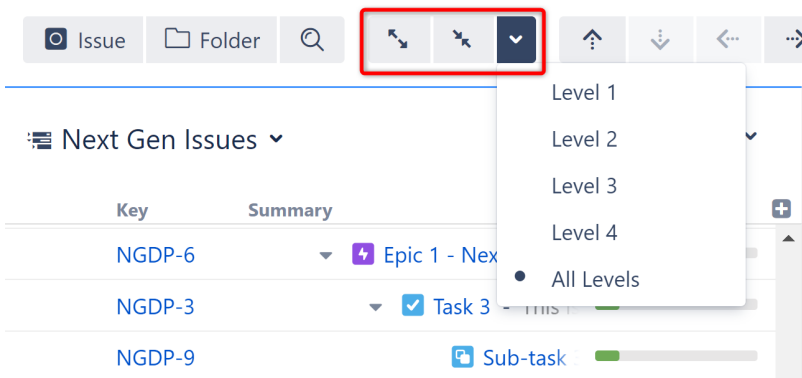 Issue Folder
Level 1
Level 2
Next Gen Issues
Level 3
Key Summary
Level 4
NGDP-6 Epic 1 - Nex
All Levels
NGDP-3 Task 3 - This
NGDP-9 Sub-task